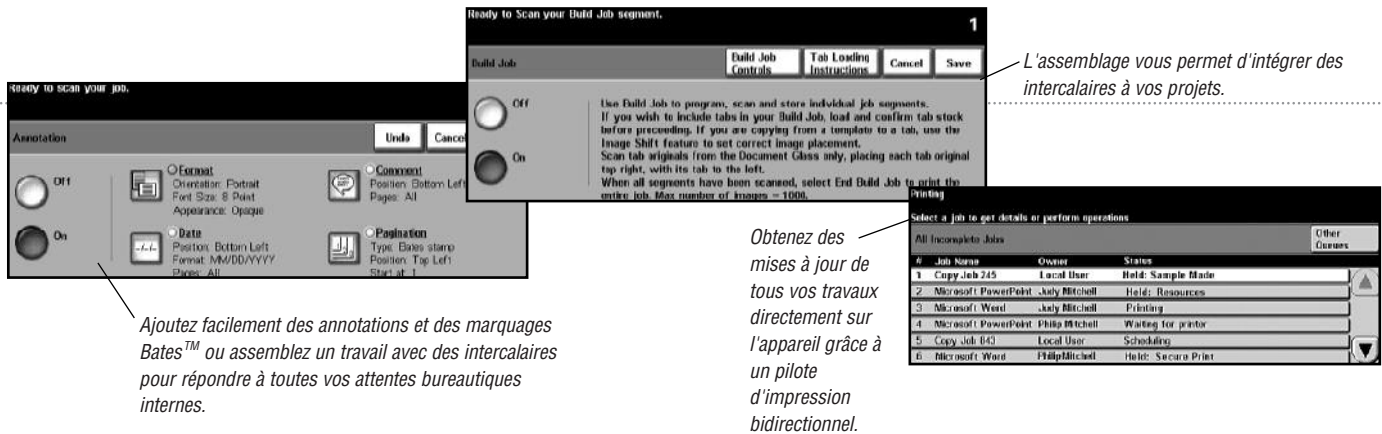 Ready to Scan your Build Job segment.
1
Build Job
Build Job Controls
Tab Loading Instructions
Cancel
Save
Off
On
Use Build Job to program, scan and store individual job segments.
If you wish to include tabs in your Build Job, load and confirm tab stock
before preceeding. If you are copying from a template to a tab, use the
Image Shift feature to set correct image placement.
Scan tab originals from the Document Glass only, placing each tab original
top right, with its tab to the left.
When all segments have been scanned, select End Build Job to print the
entire job. Max number of images = 1000.
L'assemblage vous permet d'intégrer des
intercalaires à vos projets.
Ready to scan your job.
Annotation
Undo
Cancel
Off
On
Format
Orientation: Portrait
Font Size: 8 Point
Appearance: Opaque
Comment
Position: Bottom Left
Pages: All
Date
Position: Bottom Left
Format: MM/DD/YYYY
Pages: All
Pagination
Type: Bates stamp
Position: Top Left
Start at: 1
Ajoutez facilement des annotations et des marquages
Bates™ ou assemblez un travail avec des intercalaires
pour répondre à toutes vos attentes bureautiques
internes.
Obtenez des
mises à jour de
tous vos travaux
directement sur
l'appareil grâce à
un pilote
d'impression
bidirectionnel.
Printing
Select a job to get details or perform operations
All Incomplete Jobs
Other Queues
# Job Name Owner Status
1 Copy Job 245 Local User Held: Sample Made
2 Microsoft PowerPoint Judy Mitchell Held: Resources
3 Microsoft Word Judy Mitchell Printing
4 Microsoft PowerPoint Philip Mitchell Waiting for printer
5 Copy Job 843 Local User Scheduling
6 Microsoft Word PhilipMitchell Held: Secure Print